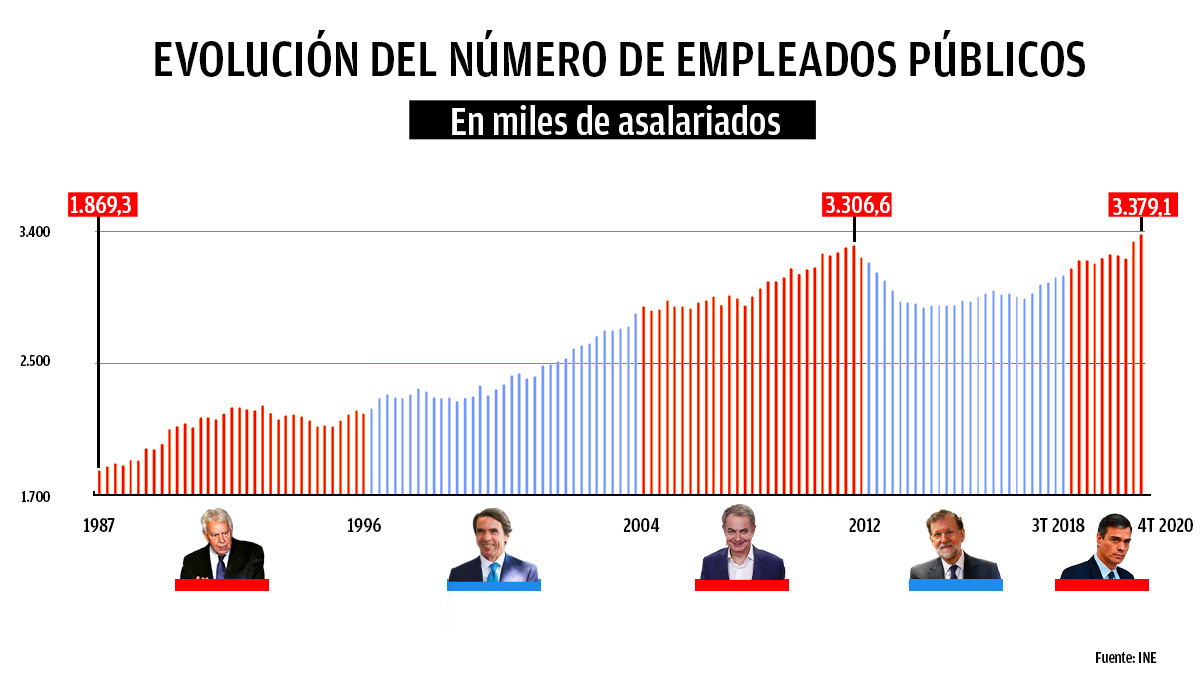 EVOLUCIÓN DEL NÚMERO DE EMPLEADOS PÚBLICOS
En miles de asalariados
1.869,3
3.306,6
3.379,1
3.400
2.500
1.700
1987
1996
2004
2012
3T 2018
4T 2020
Fuente: INE